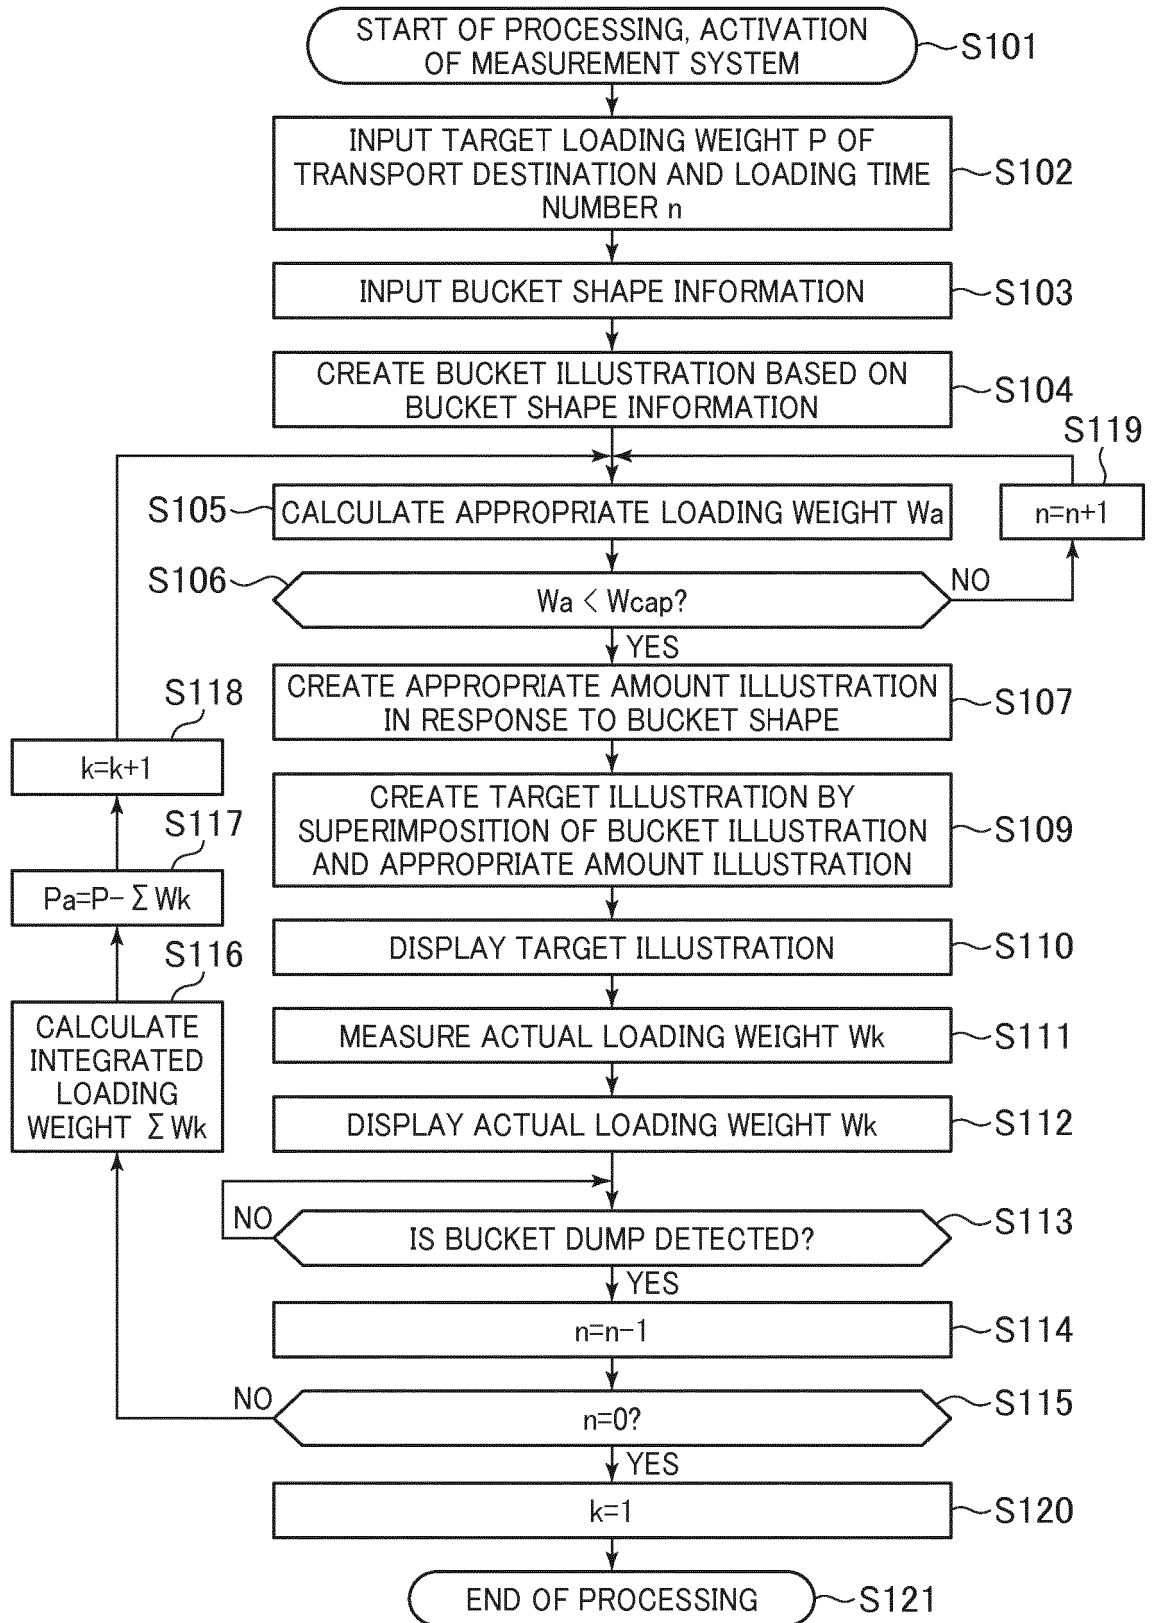 START OF PROCESSING, ACTIVATION
OF MEASUREMENT SYSTEM
S101
INPUT TARGET LOADING WEIGHT P OF
TRANSPORT DESTINATION AND LOADING TIME
NUMBER n
S102
INPUT BUCKET SHAPE INFORMATION
S103
CREATE BUCKET ILLUSTRATION BASED ON
BUCKET SHAPE INFORMATION
S104
S119
n=n+1
S105
CALCULATE APPROPRIATE LOADING WEIGHT Wa
S106
Wa < Wcap?
NO
YES
CREATE APPROPRIATE AMOUNT ILLUSTRATION
IN RESPONSE TO BUCKET SHAPE
S107
S118
k=k+1
CREATE TARGET ILLUSTRATION BY
SUPERIMPOSITION OF BUCKET ILLUSTRATION
AND APPROPRIATE AMOUNT ILLUSTRATION
S109
S117
Pa=P-ΣWk
DISPLAY TARGET ILLUSTRATION
S110
S116
CALCULATE
INTEGRATED
LOADING
WEIGHT ΣWk
MEASURE ACTUAL LOADING WEIGHT Wk
S111
DISPLAY ACTUAL LOADING WEIGHT Wk
S112
NO
IS BUCKET DUMP DETECTED?
S113
YES
n=n-1
S114
NO
n=0?
S115
YES
k=1
S120
END OF PROCESSING
S121